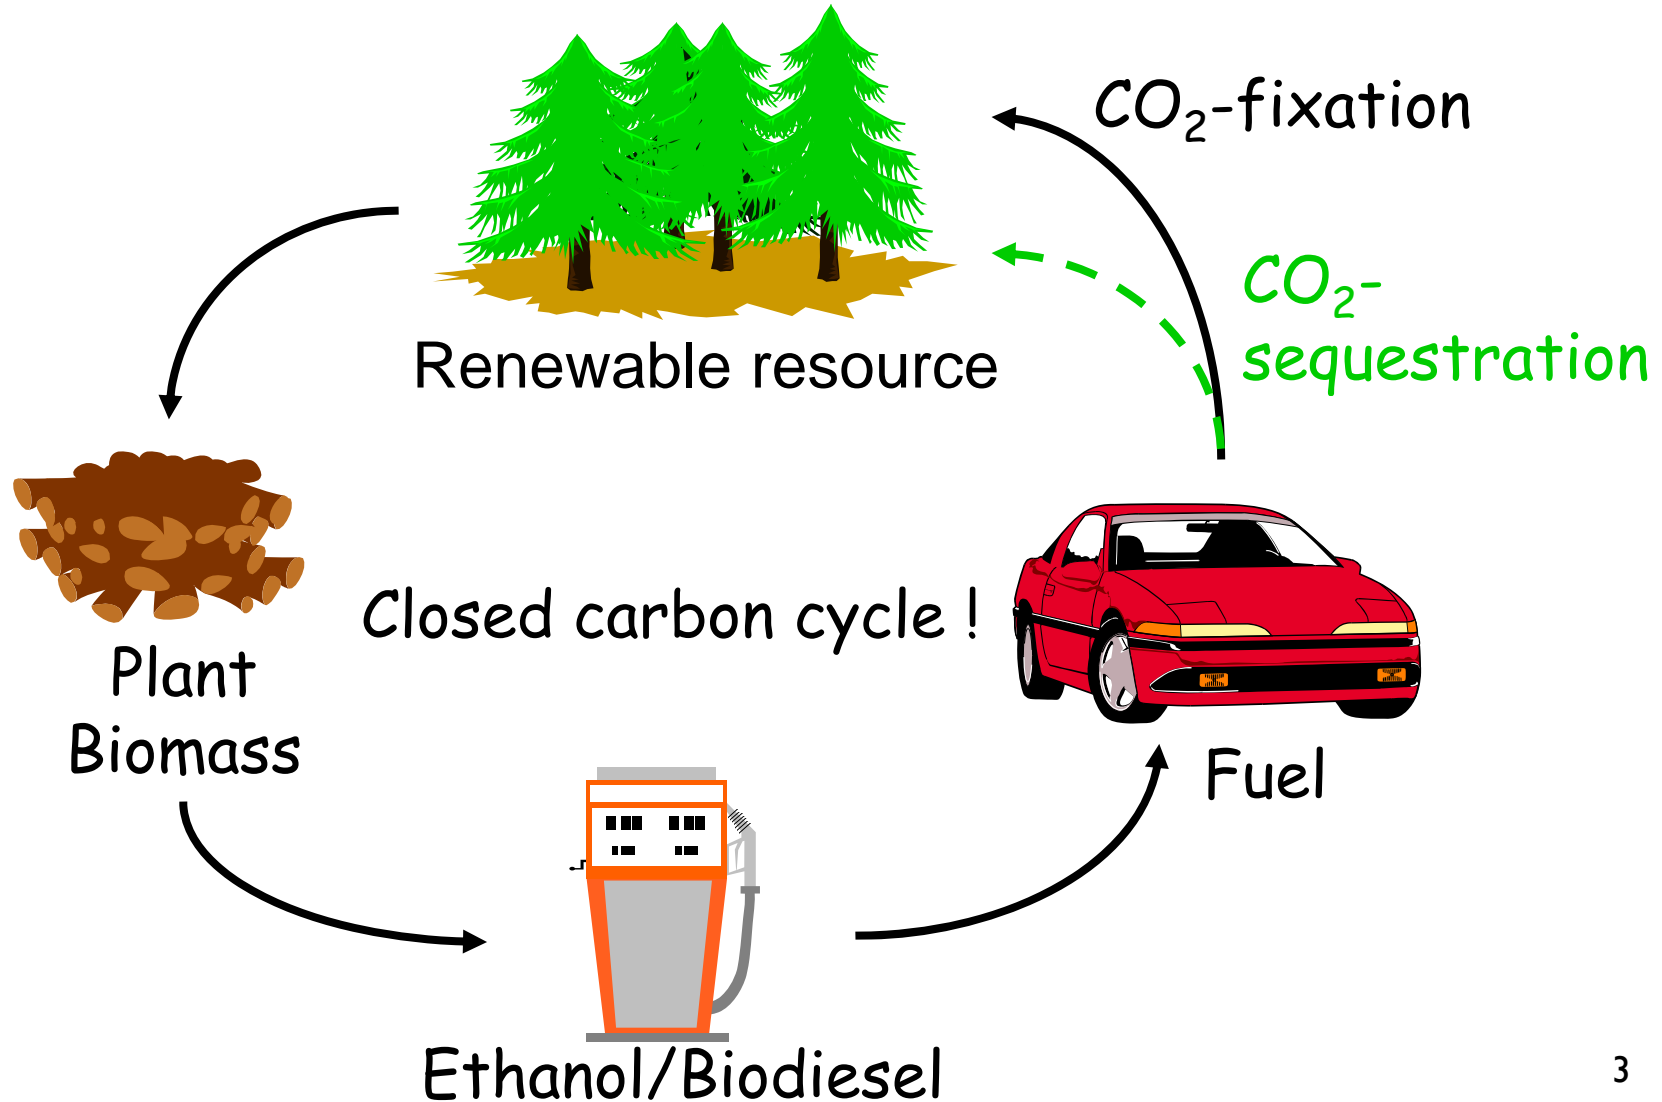 CO₂-fixation
CO₂-
sequestration
Renewable resource
Closed carbon cycle !
Plant
Biomass
Fuel
Ethanol/Biodiesel
3